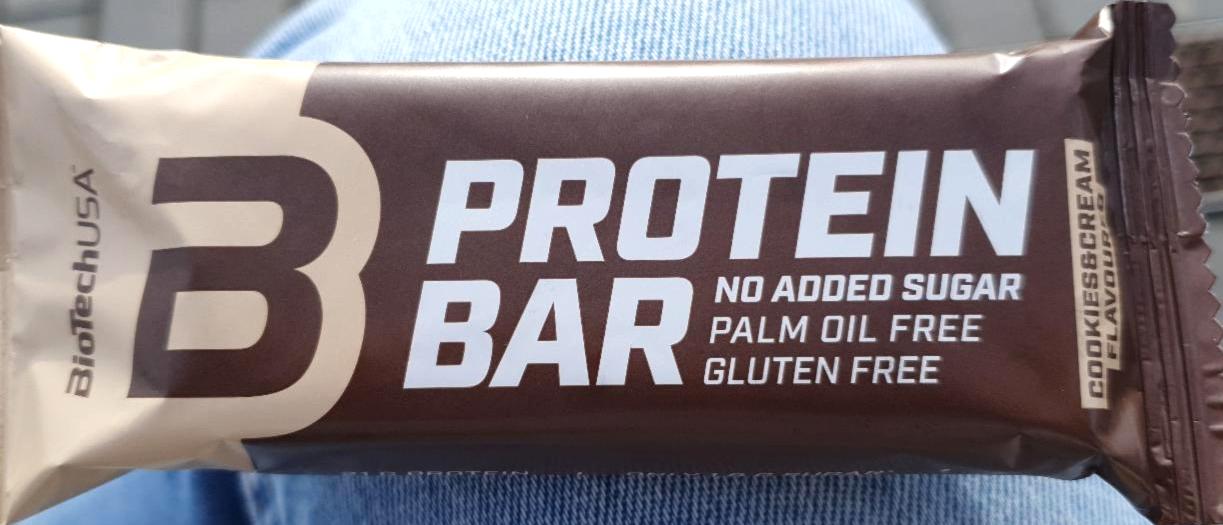 BioTechUSA
B
PROTEIN
BAR
NO ADDED SUGAR
PALM OIL FREE
GLUTEN FREE
COOKIES&CREAM
FLAVOURED